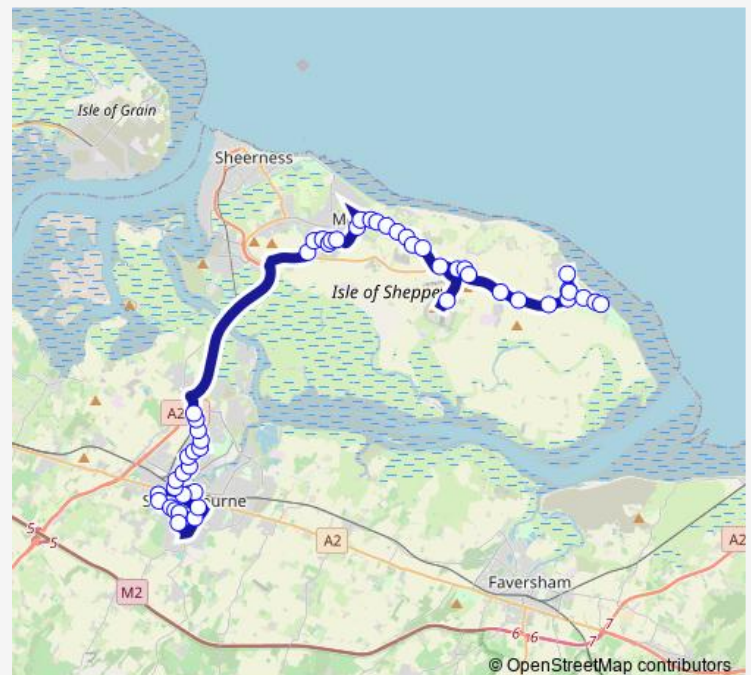 Isle of Grain
Sheerness
M
Isle of Sheppe
A2
S
urne
A2
A2
M2
Faversham
5
5
6
6
7
7
© OpenStreetMap contributors